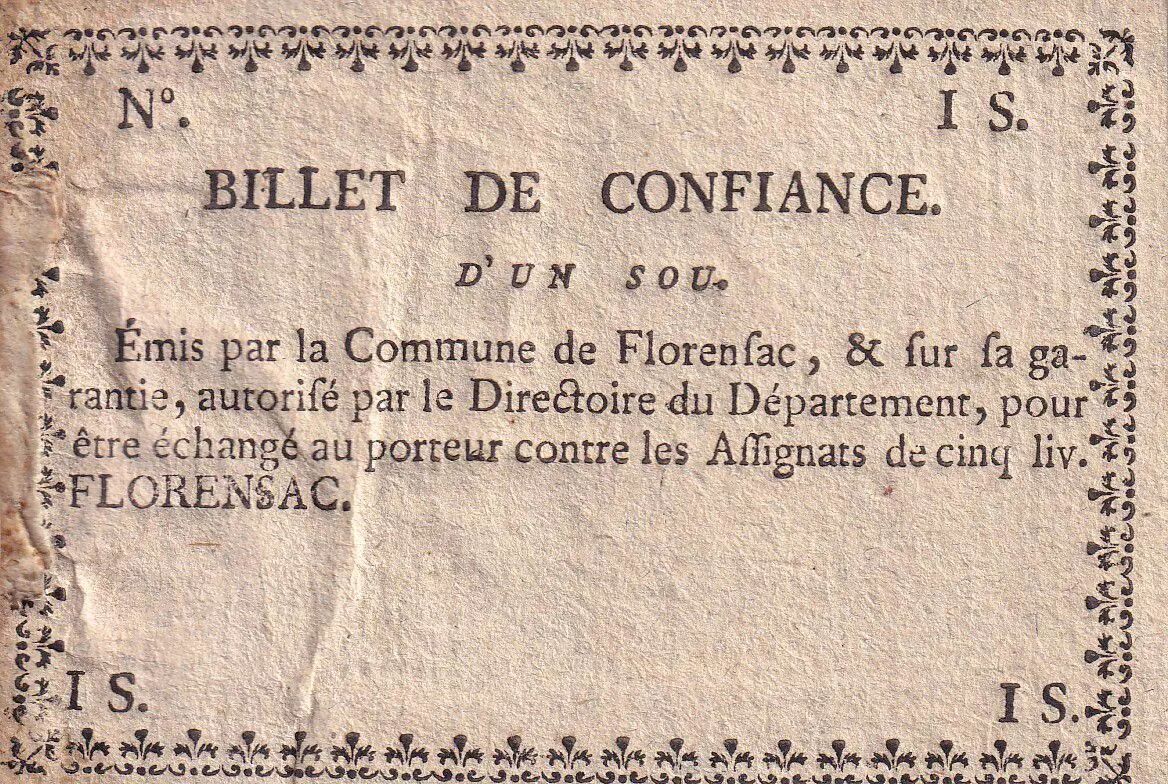 Nº. I S.
BILLET DE CONFIANCE.
D'UN SOU.
Émis par la Commune de Florenſac, & ſur ſa ga-
rantie, autoriſé par le Directoire du Département, pour
être échangé au porteur contre les Aſſignats de cinq liv.
FLORENSAC.
I S. I S.